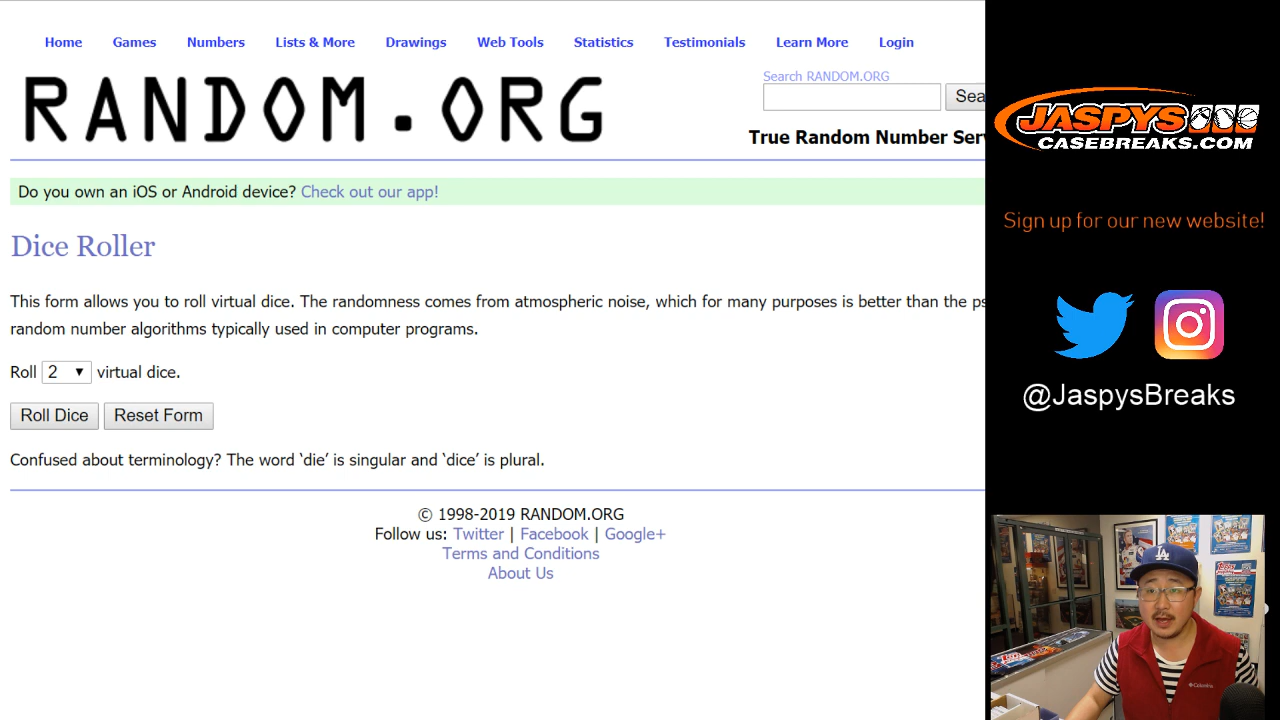 Home Games Numbers Lists & More Drawings Web Tools Statistics Testimonials Learn More Login
RANDOM.ORG
Search RANDOM.ORG
Sea
True Random Number Ser
Do you own an iOS or Android device? Check out our app!
Dice Roller
This form allows you to roll virtual dice. The randomness comes from atmospheric noise, which for many purposes is better than the ps
random number algorithms typically used in computer programs.
Roll 2 virtual dice.
Roll Dice Reset Form
Confused about terminology? The word ‘die’ is singular and ‘dice’ is plural.
© 1998-2019 RANDOM.ORG
Follow us: Twitter | Facebook | Google+
Terms and Conditions
About Us
JASPYS
CASEBREAKS.COM
Sign up for our new website!
@JaspysBreaks
LA
Columbia